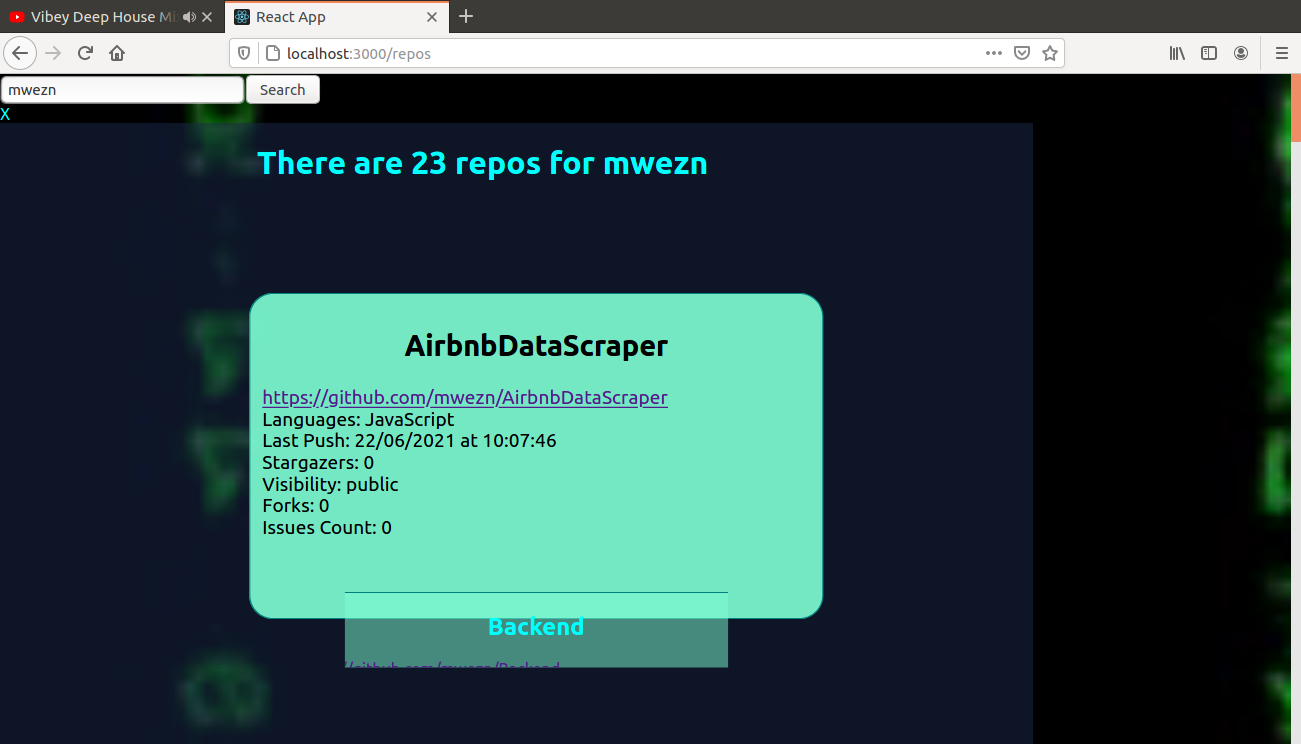 Vibey Deep House Mi
React App
localhost:3000/repos
mwezn
Search
X
There are 23 repos for mwezn
AirbnbDataScraper
https://github.com/mwezn/AirbnbDataScraper
Languages: JavaScript
Last Push: 22/06/2021 at 10:07:46
Stargazers: 0
Visibility: public
Forks: 0
Issues Count: 0
Backend
//github.com/mwezn/Backend